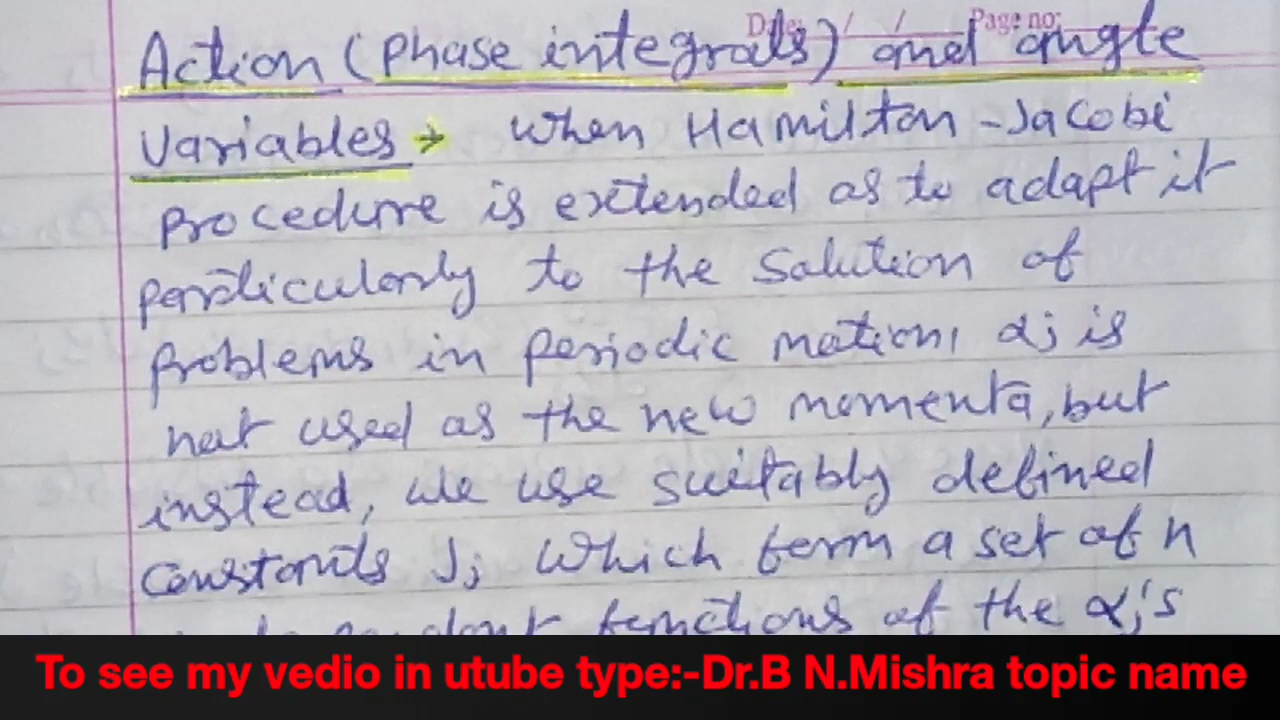 Date: / / Page no:
Action (phase integrals) and angle
variables → when Hamilton-Jacobi
procedure is extended as to adapt it
particularly to the solution of
problems in periodic motion, αj is
not used as the new momenta, but
instead, we use suitably defined
constants Jj which form a set of n
functions of the αj's
To see my vedio in utube type:-Dr.B N.Mishra topic name